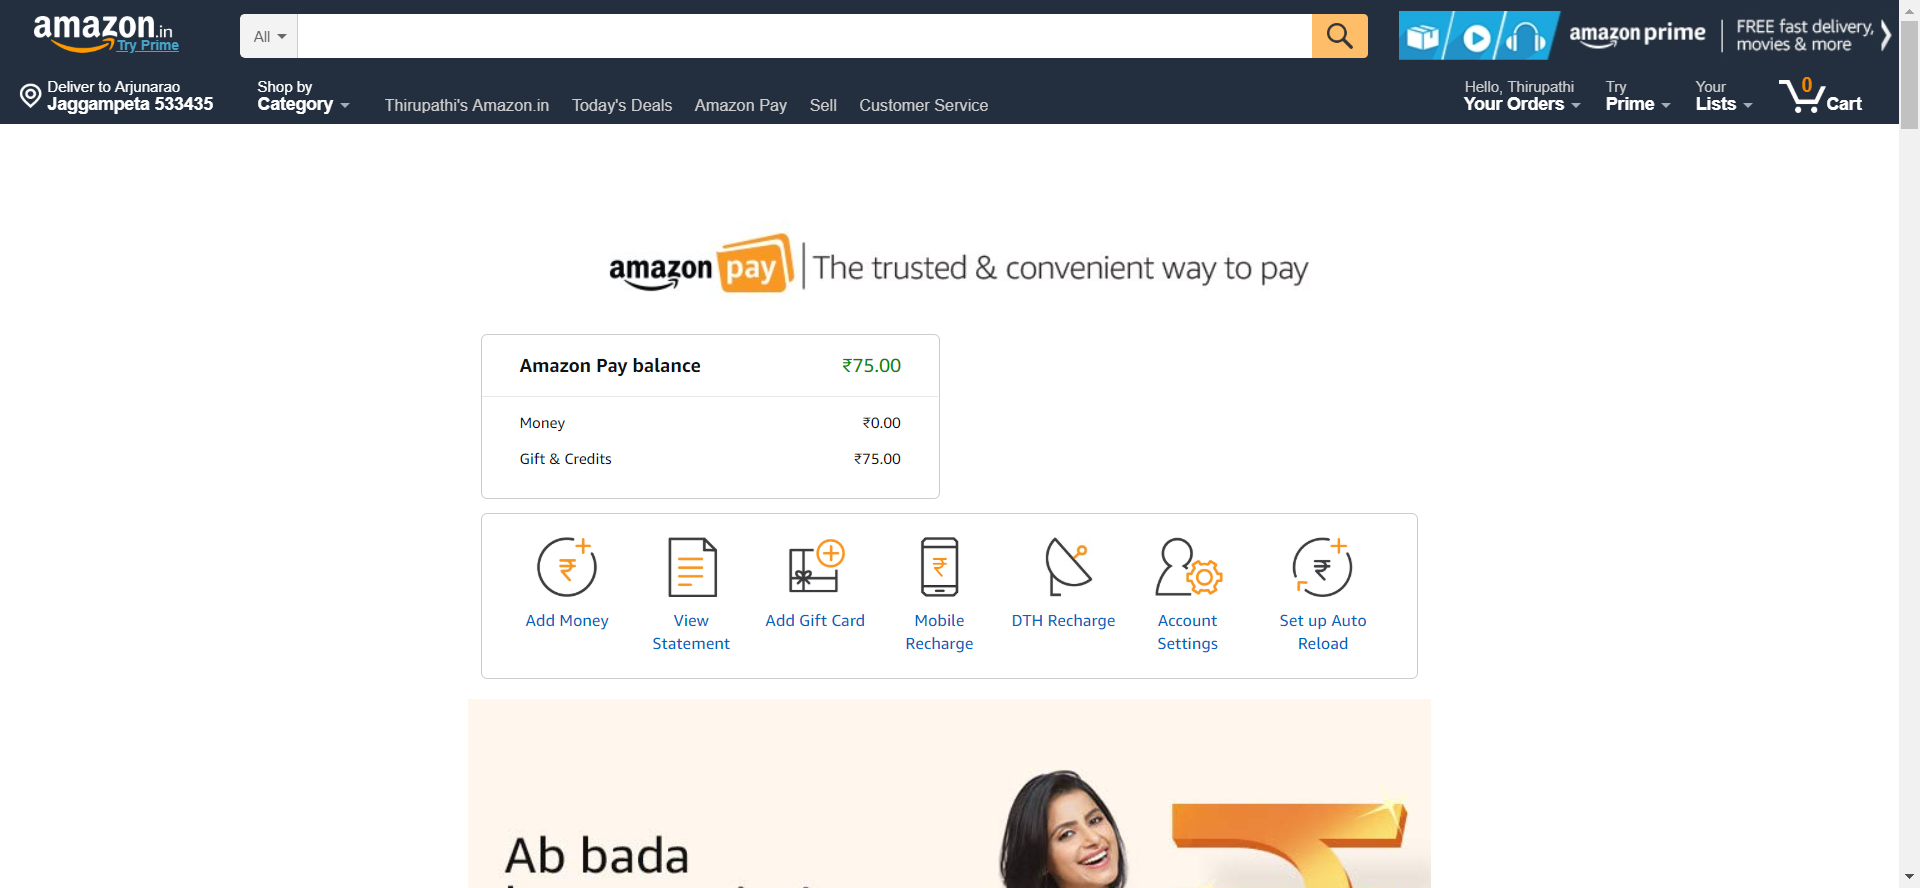 amazon.in
Try Prime
All
amazon prime
FREE fast delivery,
movies & more
Deliver to Arjunarao
Jaggampeta 533435
Shop by
Category
Thirupathi's Amazon.in
Today's Deals
Amazon Pay
Sell
Customer Service
Hello, Thirupathi
Your Orders
Try
Prime
Your
Lists
0
Cart
amazon pay The trusted & convenient way to pay
Amazon Pay balance ₹75.00
Money ₹0.00
Gift & Credits ₹75.00
Add Money
View
Statement
Add Gift Card
Mobile
Recharge
DTH Recharge
Account
Settings
Set up Auto
Reload
Ab bada